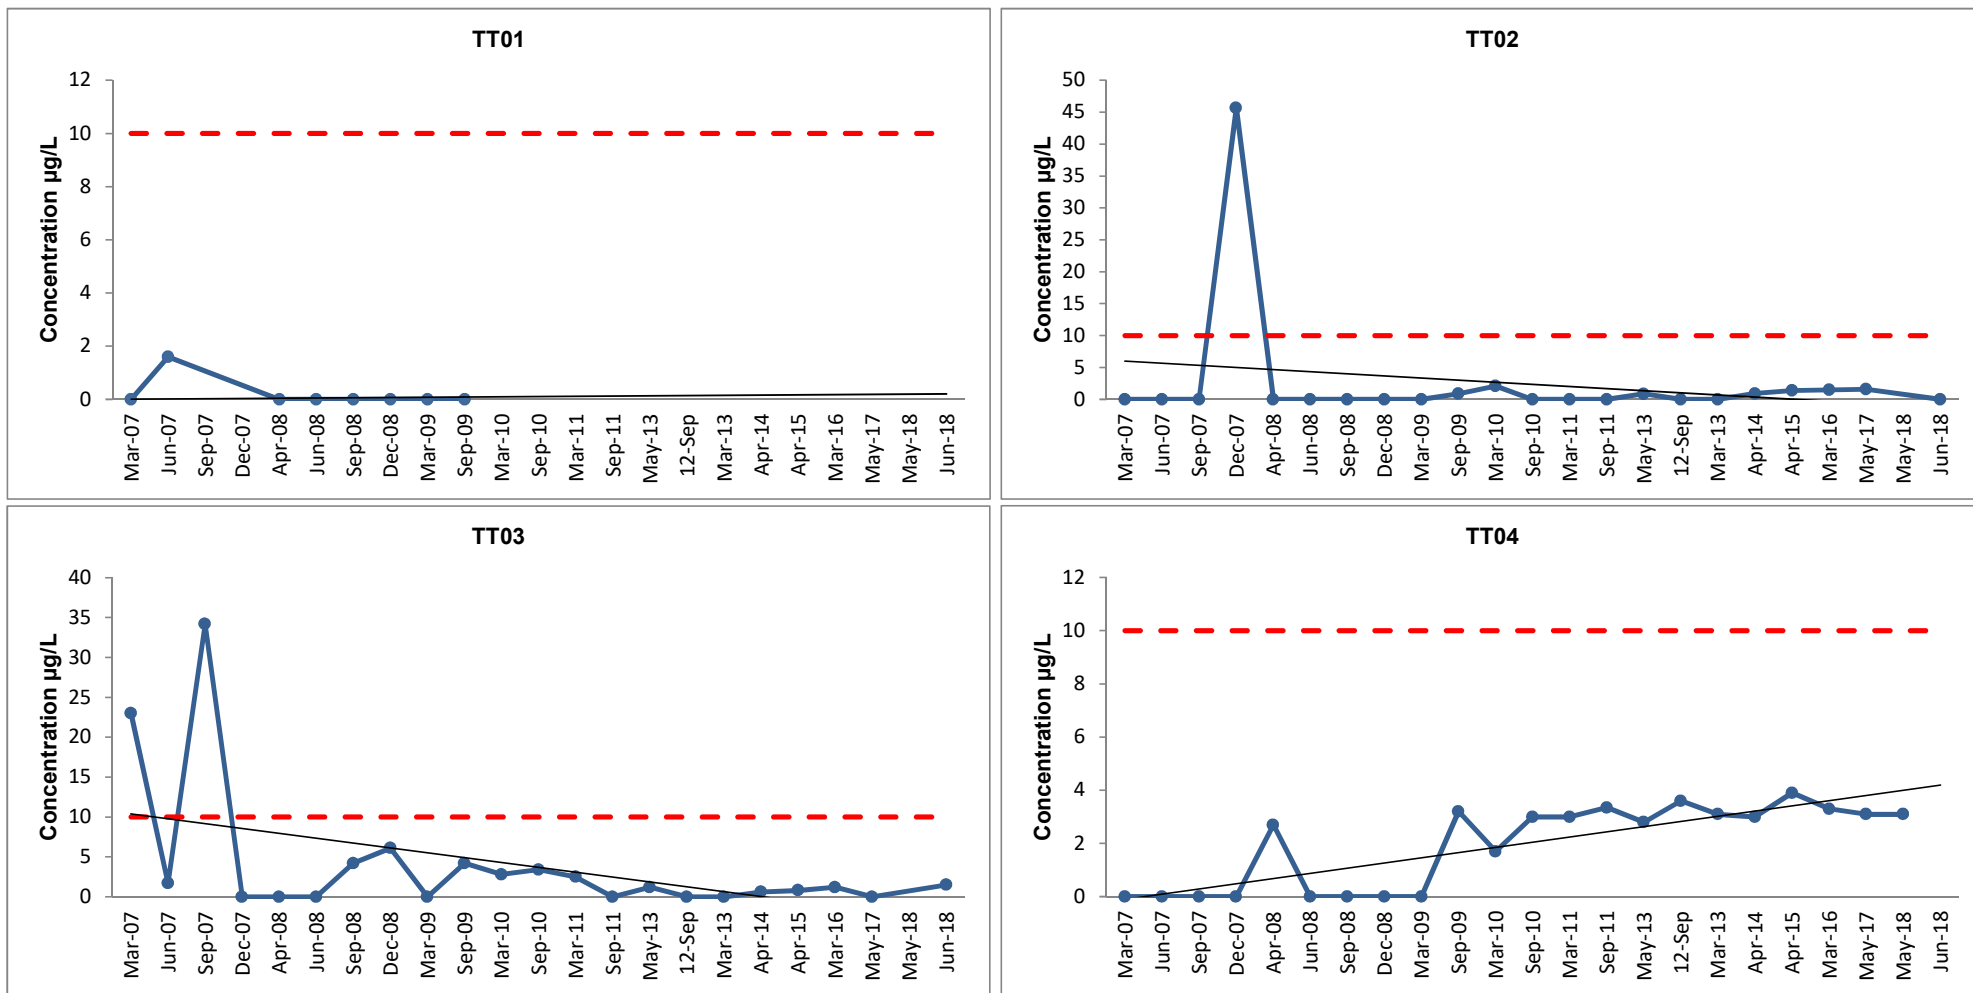 TT01
Concentration µg/L
12
10
8
6
4
2
0
Mar-07
Jun-07
Sep-07
Dec-07
Apr-08
Jun-08
Sep-08
Dec-08
Mar-09
Sep-09
Mar-10
Sep-10
Mar-11
Sep-11
May-13
12-Sep
Mar-13
Apr-14
Apr-15
Mar-16
May-17
May-18
Jun-18
TT02
Concentration µg/L
50
45
40
35
30
25
20
15
10
5
0
Mar-07
Jun-07
Sep-07
Dec-07
Apr-08
Jun-08
Sep-08
Dec-08
Mar-09
Sep-09
Mar-10
Sep-10
Mar-11
Sep-11
May-13
12-Sep
Mar-13
Apr-14
Apr-15
Mar-16
May-17
May-18
Jun-18
TT03
Concentration µg/L
40
35
30
25
20
15
10
5
0
Mar-07
Jun-07
Sep-07
Dec-07
Apr-08
Jun-08
Sep-08
Dec-08
Mar-09
Sep-09
Mar-10
Sep-10
Mar-11
Sep-11
May-13
12-Sep
Mar-13
Apr-14
Apr-15
Mar-16
May-17
May-18
Jun-18
TT04
Concentration µg/L
12
10
8
6
4
2
0
Mar-07
Jun-07
Sep-07
Dec-07
Apr-08
Jun-08
Sep-08
Dec-08
Mar-09
Sep-09
Mar-10
Sep-10
Mar-11
Sep-11
May-13
12-Sep
Mar-13
Apr-14
Apr-15
Mar-16
May-17
May-18
Jun-18